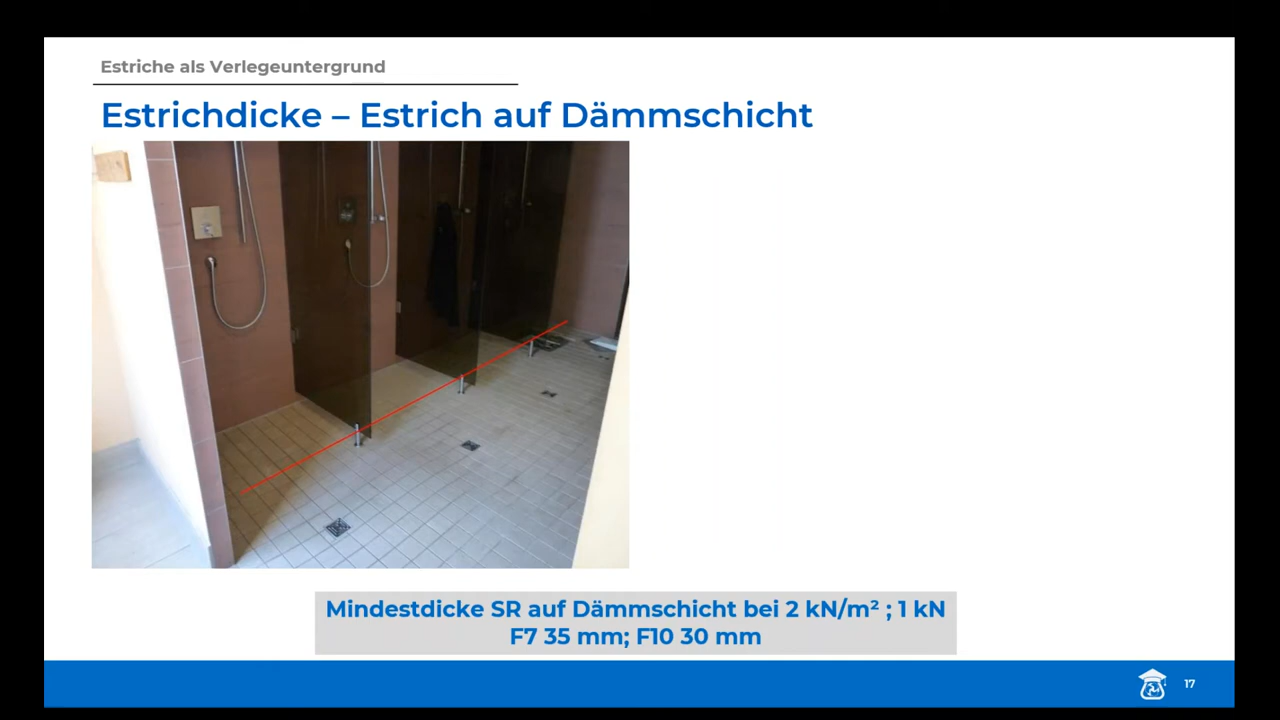 Estriche als Verlegeuntergrund
Estrichdicke – Estrich auf Dämmschicht
Mindestdicke SR auf Dämmschicht bei 2 kN/m² ; 1 kN
F7 35 mm; F10 30 mm
17